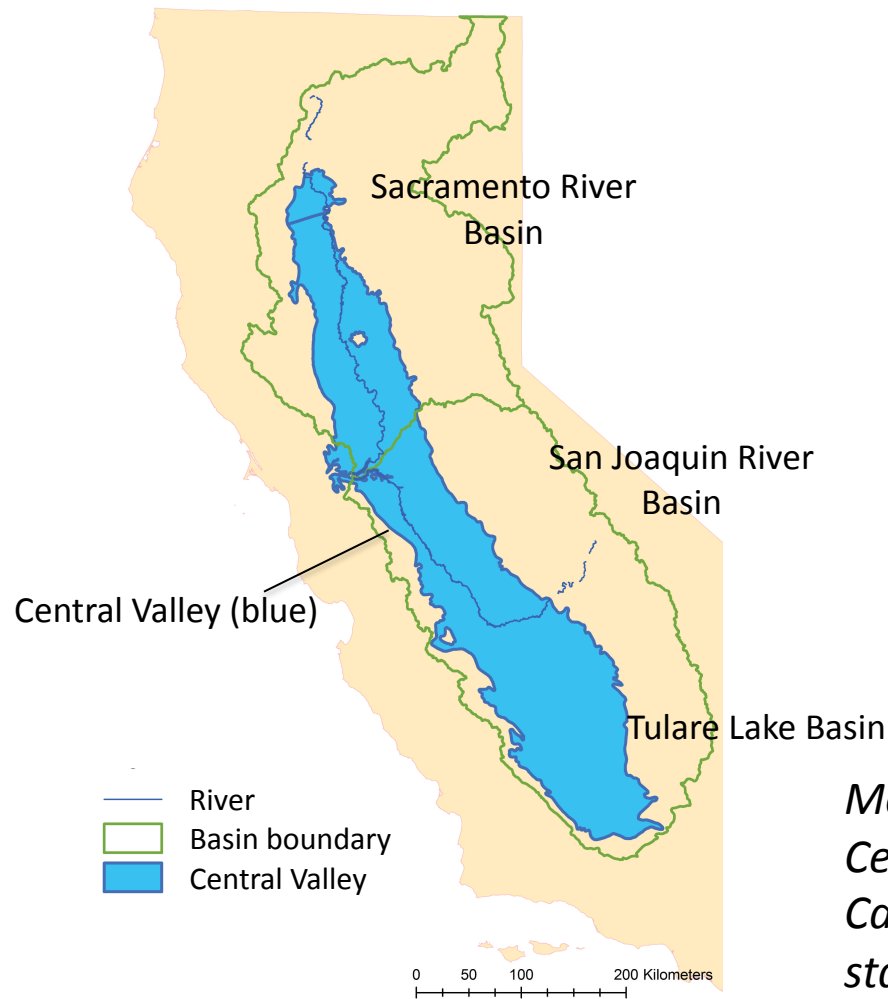 Sacramento River
Basin
San Joaquin River
Basin
Central Valley (blue)
Tulare Lake Basin
River
Basin boundary
Central Valley
0 50 100 200 Kilometers